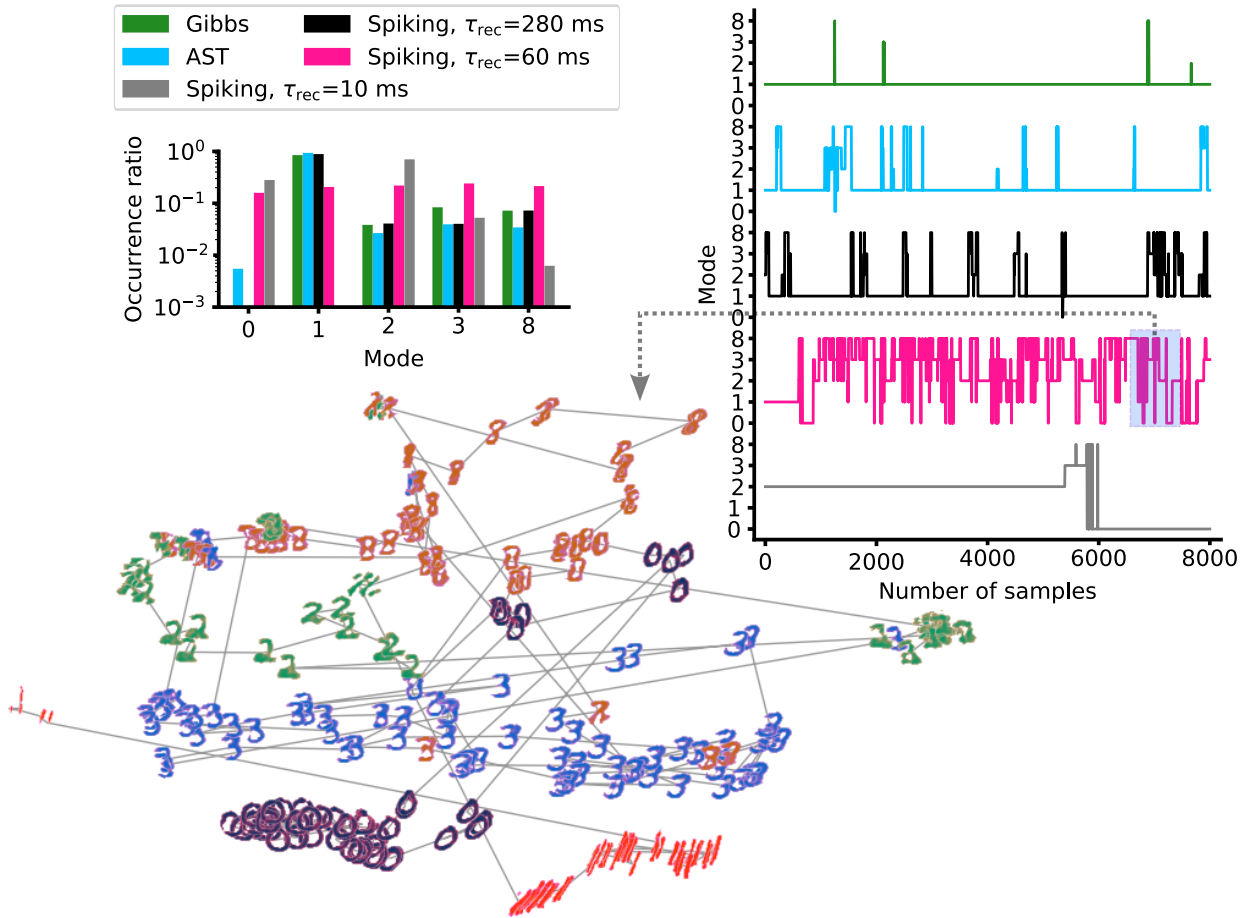 Gibbs
AST
Spiking, τrec=10 ms
Spiking, τrec=280 ms
Spiking, τrec=60 ms
Occurrence ratio
10⁰
10⁻¹
10⁻²
10⁻³
0 1 2 3 8
Mode
Mode
8
3
2
1
0
8
3
2
1
0
8
3
2
1
0
8
3
2
1
0
8
3
2
1
0
0 2000 4000 6000 8000
Number of samples